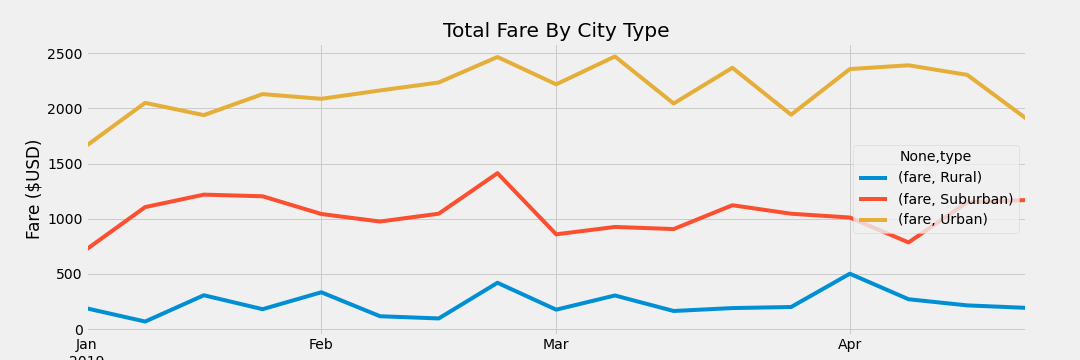 Total Fare By City Type
Fare ($USD)
2500
2000
1500
1000
500
0
None,type
(fare, Rural)
(fare, Suburban)
(fare, Urban)
Jan
Feb
Mar
Apr
2019